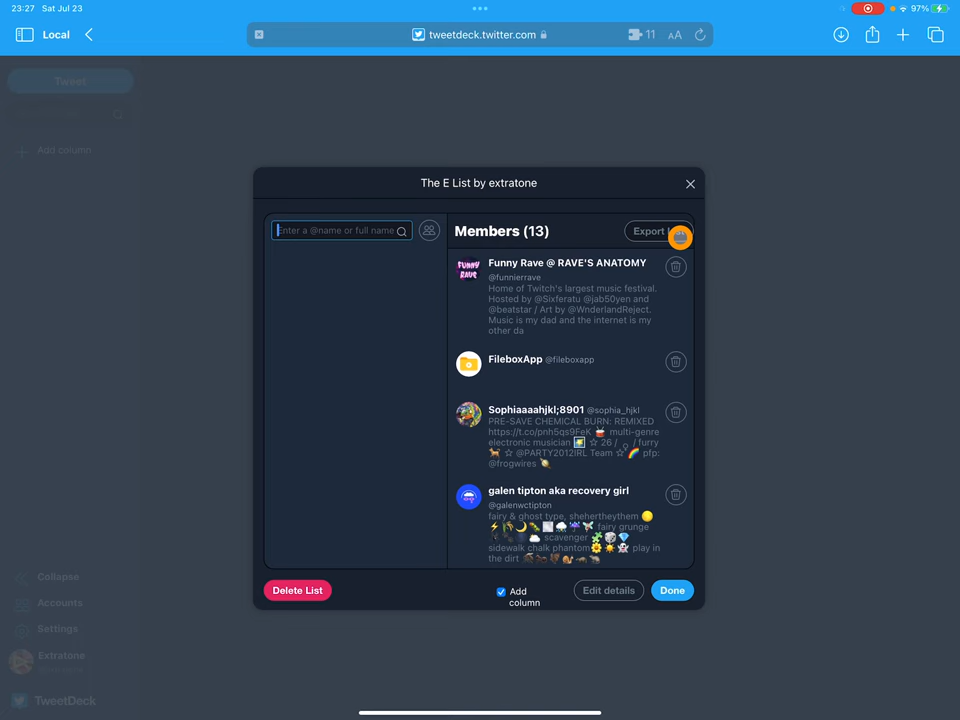 23:27 Sat Jul 23
97%
Local
tweetdeck.twitter.com
11
AA
Tweet
Add column
The E List by extratone
Enter a @name or full name
Members (13)
Export
Funny Rave @ RAVE'S ANATOMY
@funnierrave
Home of Twitch's largest music festival.
Hosted by @Sixferatu @jab50yen and
@beatstar / Art by @WnderlandReject.
Music is my dad and the internet is my
other da
FileboxApp @fileboxapp
Sophiaaaahjkl;8901 @sophia_hjkl
PRE-SAVE CHEMICAL BURN: REMIXED
https://t.co/pnh5qs9FeK 🥁 multi-genre
electronic musician 🎹 ☆ 26 / ♀ / furry
🐕 ☆ @PARTY2012IRL Team ☆ 🌈 pfp:
@frogwires 🪕
galen tipton aka recovery girl
@galenwctipton
fairy & ghost type, shehertheythem
fairy grunge
scavenger
sidewalk chalk phantom play in
the dirt
Delete List
Add
column
Edit details
Done
Collapse
Accounts
Settings
Extratone
TweetDeck